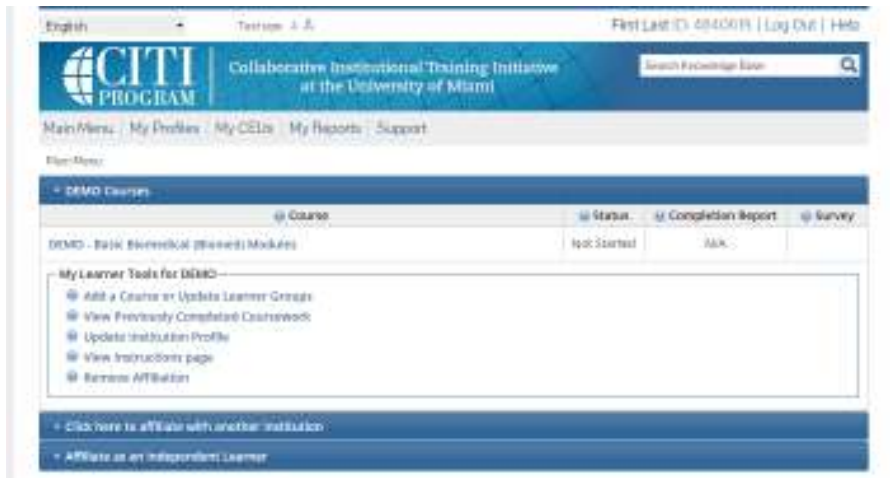 English Text size: A A First Last ID: | Log Out | Help
CITI PROGRAM
Collaborative Institutional Training Initiative
at the University of Miami
Search Knowledge Base
Main Menu | My Profiles | My CEUs | My Reports | Support
Main Menu
DEMO Courses
Course Status Completion Report Survey
DEMO - Basic Biomedical (Biomed) Modules Not Started N/A
My Learner Tools for DEMO
Add a Course or Update Learner Groups
View Previously Completed Coursework
Update Institution Profile
View Instructions page
Remove Affiliation
Click here to affiliate with another institution
Affiliate as an Independent Learner